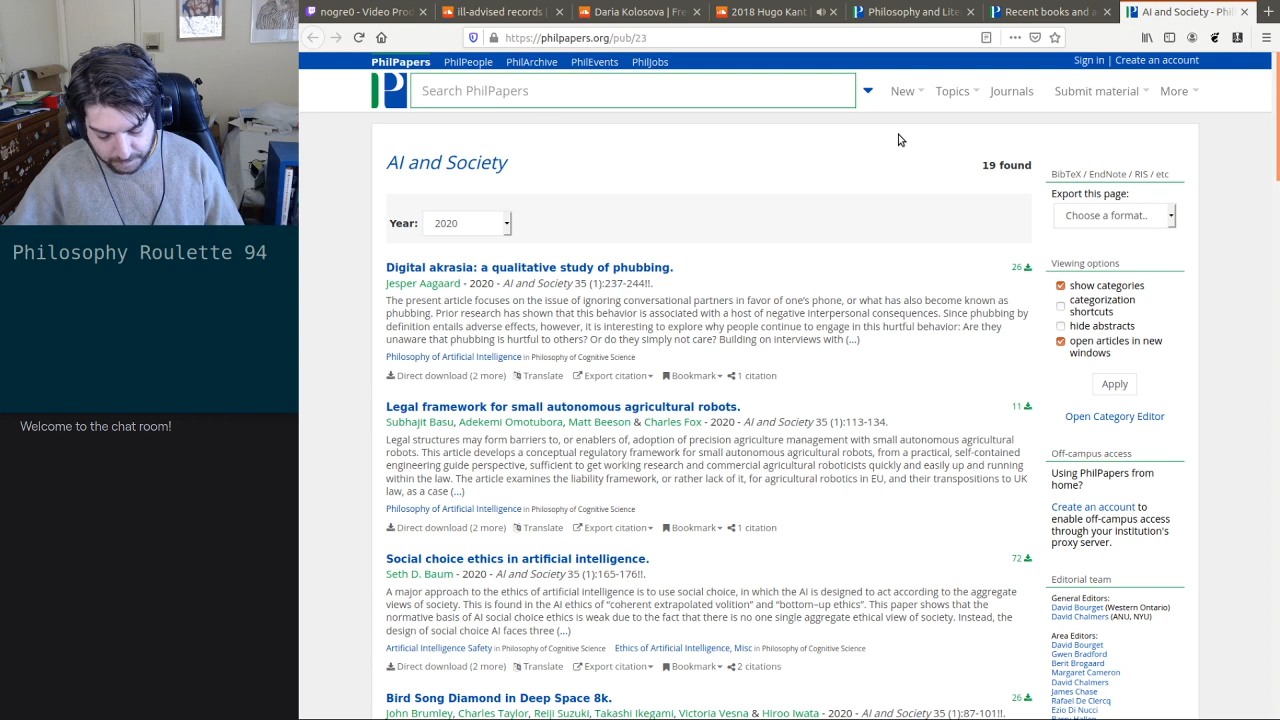 nogre0 - Video Prod
ill-advised records
Daria Kolosova | Fre
2018 Hugo Kant
Philosophy and Lite
Recent books and a
AI and Society - Phil
https://philpapers.org/pub/23
PhilPapers PhilPeople PhilArchive PhilEvents PhilJobs
Sign in | Create an account
Search PhilPapers
New Topics Journals Submit material More
AI and Society
19 found
Year: 2020
Digital akrasia: a qualitative study of phubbing.
26
Jesper Aagaard - 2020 - AI and Society 35 (1):237-244!!.
The present article focuses on the issue of ignoring conversational partners in favor of one's phone, or what has also become known as
phubbing. Prior research has shown that this behavior is associated with a host of negative interpersonal consequences. Since phubbing by
definition entails adverse effects, however, it is interesting to explore why people continue to engage in this hurtful behavior: Are they
unaware that phubbing is hurtful to others? Or do they simply not care? Building on interviews with (...)
Philosophy of Artificial Intelligence in Philosophy of Cognitive Science
Direct download (2 more) Translate Export citation Bookmark 1 citation
Legal framework for small autonomous agricultural robots.
11
Subhajit Basu, Adekemi Omotubora, Matt Beeson & Charles Fox - 2020 - AI and Society 35 (1):113-134.
Legal structures may form barriers to, or enablers of, adoption of precision agriculture management with small autonomous agricultural
robots. This article develops a conceptual regulatory framework for small autonomous agricultural robots, from a practical, self-contained
engineering guide perspective, sufficient to get working research and commercial agricultural roboticists quickly and easily up and running
within the law. The article examines the liability framework, or rather lack of it, for agricultural robotics in EU, and their transpositions to UK
law, as a case (...)
Philosophy of Artificial Intelligence in Philosophy of Cognitive Science
Direct download (2 more) Translate Export citation Bookmark 1 citation
Social choice ethics in artificial intelligence.
72
Seth D. Baum - 2020 - AI and Society 35 (1):165-176!!.
A major approach to the ethics of artificial intelligence is to use social choice, in which the AI is designed to act according to the aggregate
views of society. This is found in the AI ethics of "coherent extrapolated volition" and "bottom–up ethics". This paper shows that the
normative basis of AI social choice ethics is weak due to the fact that there is no one single aggregate ethical view of society. Instead, the
design of social choice AI faces three (...)
Artificial Intelligence Safety in Philosophy of Cognitive Science Ethics of Artificial Intelligence, Misc in Philosophy of Cognitive Science
Direct download (2 more) Translate Export citation Bookmark 2 citations
Bird Song Diamond in Deep Space 8k.
26
John Brumley, Charles Taylor, Reiji Suzuki, Takashi Ikegami, Victoria Vesna & Hiroo Iwata - 2020 - AI and Society 35 (1):87-101!!.
BibTeX / EndNote / RIS / etc
Export this page:
Choose a format..
Viewing options
show categories
categorization
shortcuts
hide abstracts
open articles in new
windows
Apply
Open Category Editor
Off-campus access
Using PhilPapers from
home?
Create an account to
enable off-campus access
through your institution's
proxy server.
Editorial team
General Editors:
David Bourget (Western Ontario)
David Chalmers (ANU, NYU)
Area Editors:
David Bourget
Gwen Bradford
Berit Brogaard
Margaret Cameron
David Chalmers
James Chase
Rafael De Clercq
Ezio Di Nucci
Philosophy Roulette 94
Welcome to the chat room!